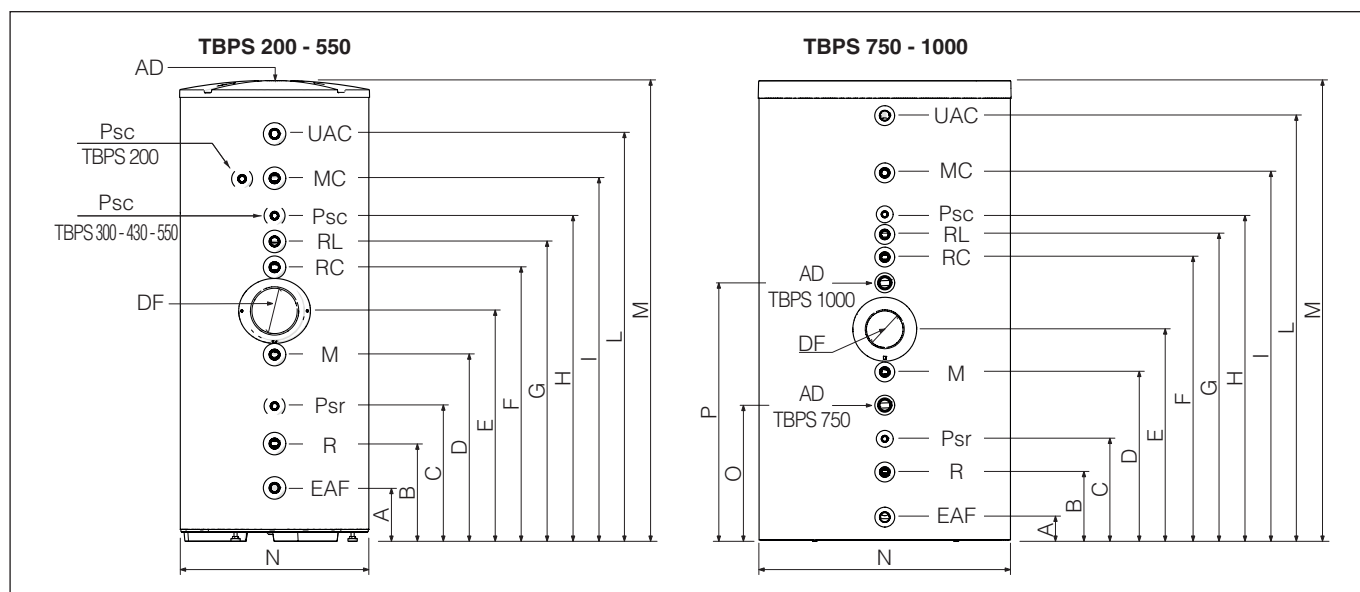 TBPS 200 - 550
AD
UAC
Psc
TBPS 200
MC
Psc
TBPS 300 - 430 - 550
Psc
RL
RC
DF
M
Psr
R
EAF
A
B
C
D
E
F
G
H
I
L
M
N
TBPS 750 - 1000
UAC
MC
Psc
RL
RC
AD
TBPS 1000
DF
M
AD
TBPS 750
Psr
R
EAF
P
O
A
B
C
D
E
F
G
H
I
L
M
N